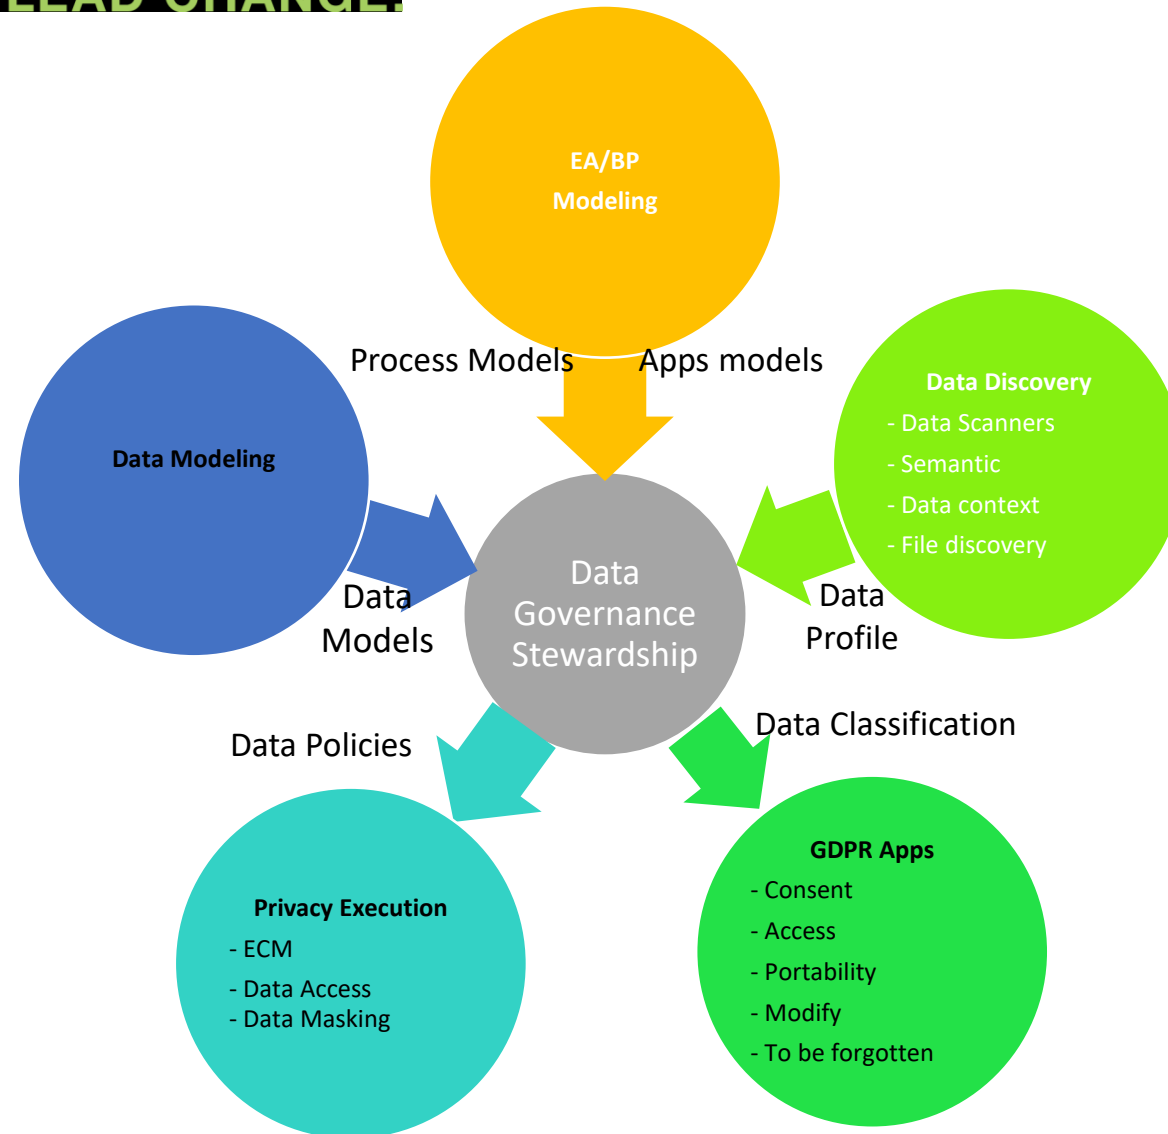 LEAD CHANGE.
EA/BP
Modeling
Process Models
Apps models
Data Modeling
Data
Models
Data Discovery
- Data Scanners
- Semantic
- Data context
- File discovery
Data
Profile
Data
Governance
Stewardship
Data Policies
Data Classification
Privacy Execution
- ECM
- Data Access
- Data Masking
GDPR Apps
- Consent
- Access
- Portability
- Modify
- To be forgotten